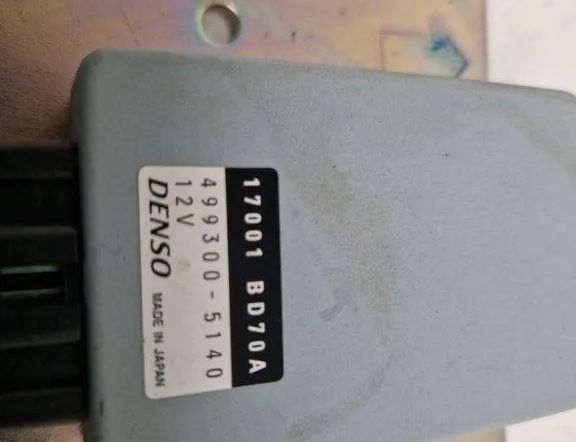 17001 BD70A
499300-5140
12V
DENSO MADE IN JAPAN